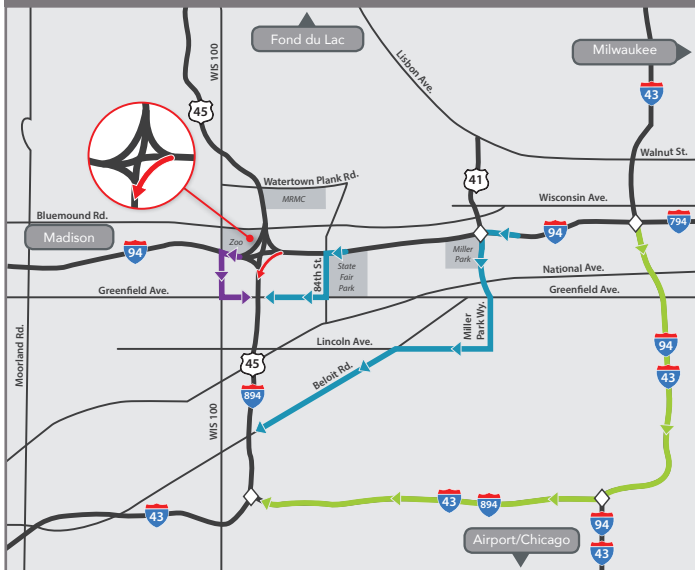 Fond du Lac
Milwaukee
WIS 100
Lisbon Ave.
43
45
Walnut St.
Watertown Plank Rd.
41
MRMC
Wisconsin Ave.
Bluemound Rd.
794
Madison
Zoo
94
94
Miller
Park
State
Fair
Park
84th St.
National Ave.
Greenfield Ave.
Greenfield Ave.
Moorland Rd.
Miller
Park Wy.
Lincoln Ave.
94
45
43
Beloit Rd.
894
WIS 100
43
894
43
94
Airport/Chicago
43